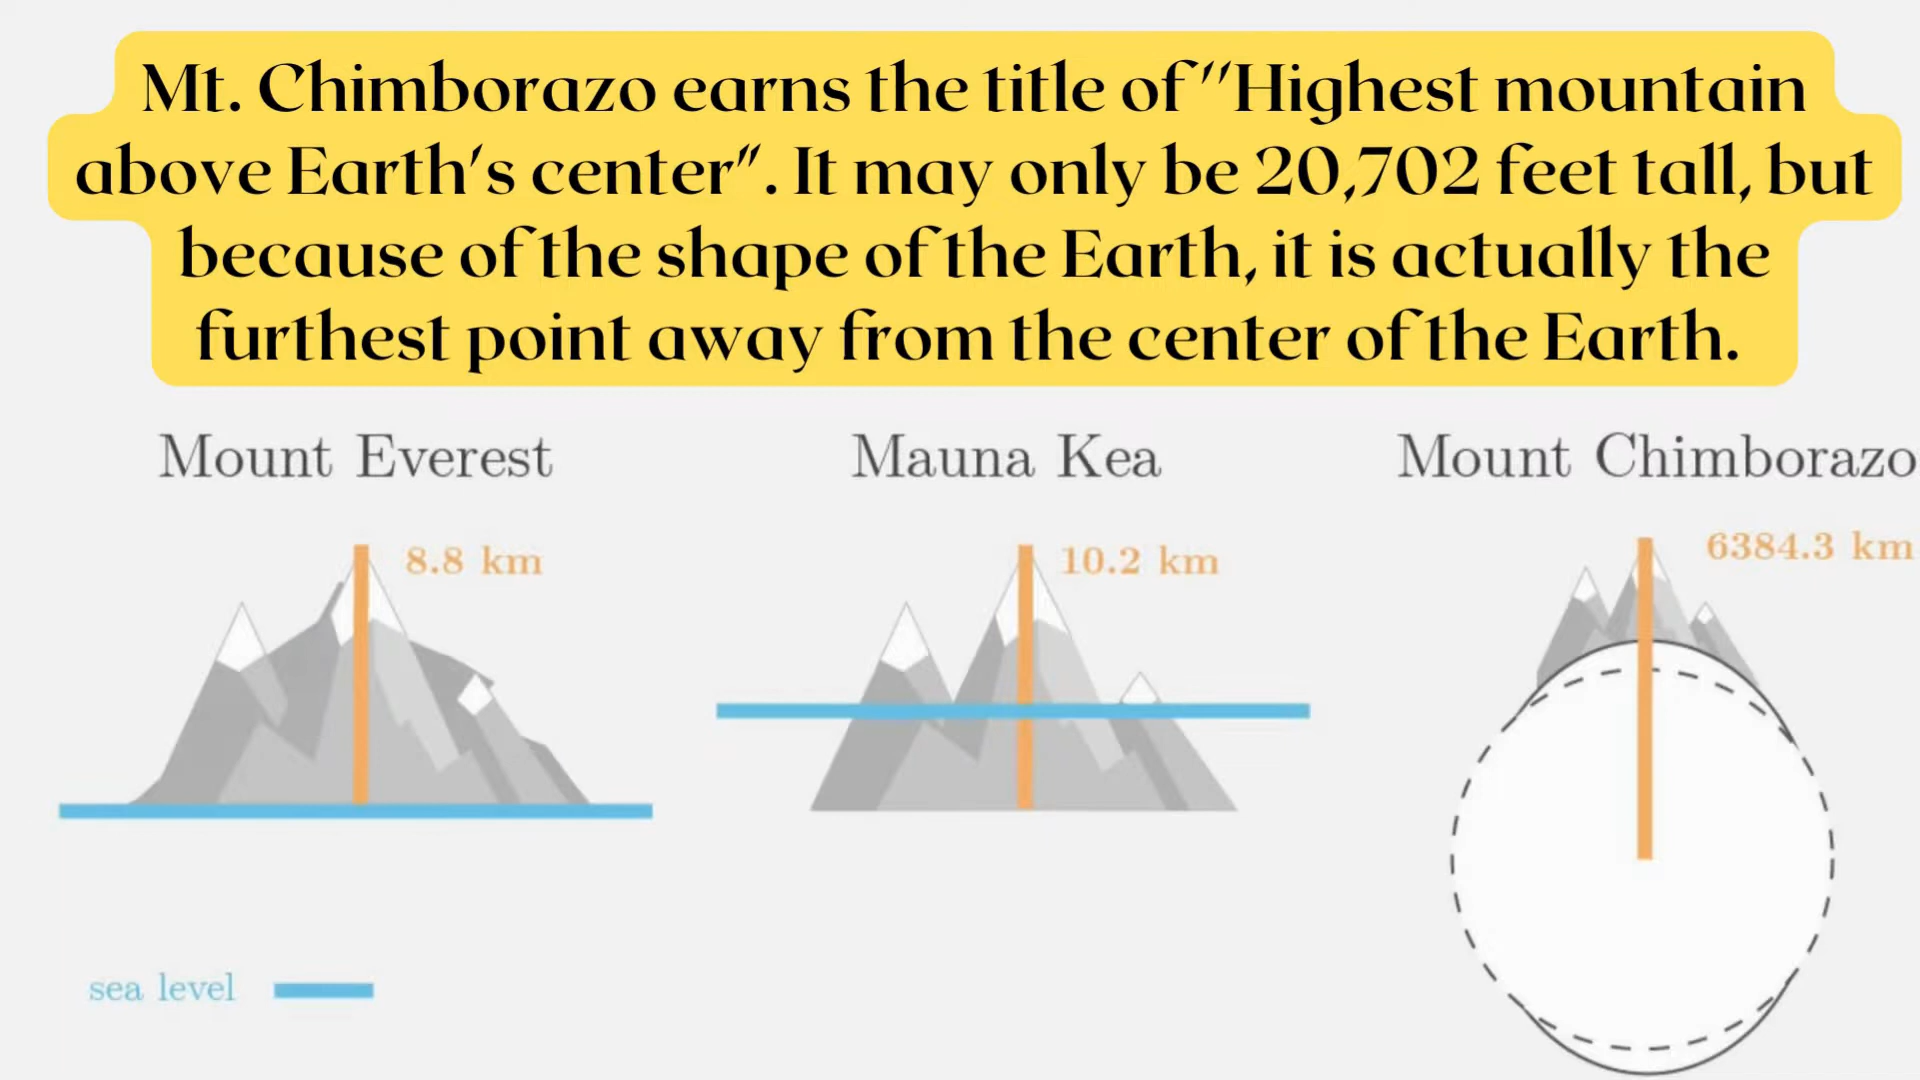 Mt. Chimborazo earns the title of ''Highest mountain
above Earth's center". It may only be 20,702 feet tall, but
because of the shape of the Earth, it is actually the
furthest point away from the center of the Earth.
Mount Everest
Mauna Kea
Mount Chimborazo
8.8 km
10.2 km
6384.3 km
sea level